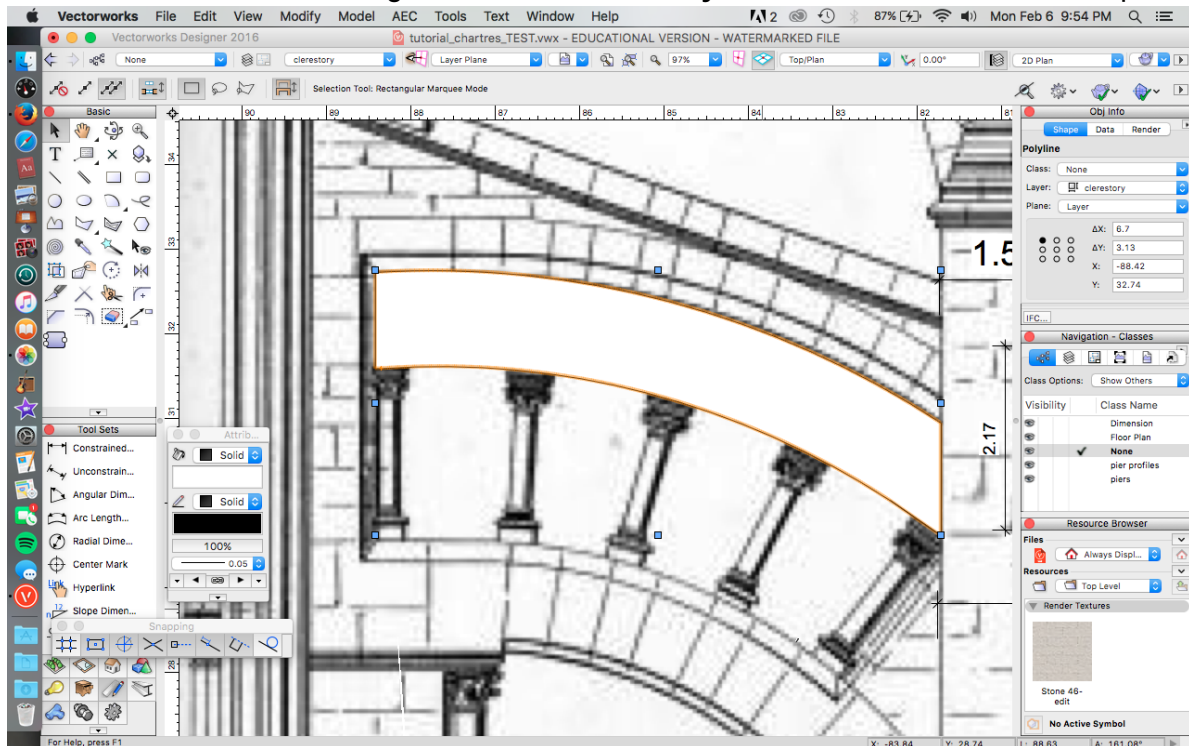 Vectorworks File Edit View Modify Model AEC Tools Text Window Help 2 87% Mon Feb 6 9:54 PM
Vectorworks Designer 2016 tutorial_chartres_TEST.vwx - EDUCATIONAL VERSION - WATERMARKED FILE
None clerestory Layer Plane 97% Top/Plan 0.00° 2D Plan
Selection Tool: Rectangular Marquee Mode
Basic
90 89 88 87 86 85 84 83 82 81
34
33
32
31
28
Tool Sets
Constrained...
Unconstrain...
Angular Dim...
Arc Length...
Radial Dime...
Center Mark
Link Hyperlink
12 Slope Dimen...
Attrib...
Solid
Solid
100%
0.05
Snapping
1.5
2.17
Obj Info
Shape Data Render
Polyline
Class: None
Layer: clerestory
Plane: Layer
ΔX: 6.7
ΔY: 3.13
X: -88.42
Y: 32.74
IFC...
Navigation - Classes
Class Options: Show Others
Visibility Class Name
Dimension
Floor Plan
None
pier profiles
piers
Resource Browser
Files
Always Displ...
Resources
Top Level
Render Textures
Stone 46-
edit
No Active Symbol
For Help, press F1
X: -83.84 Y: 28.74 L: 88.63 A: 161.08°